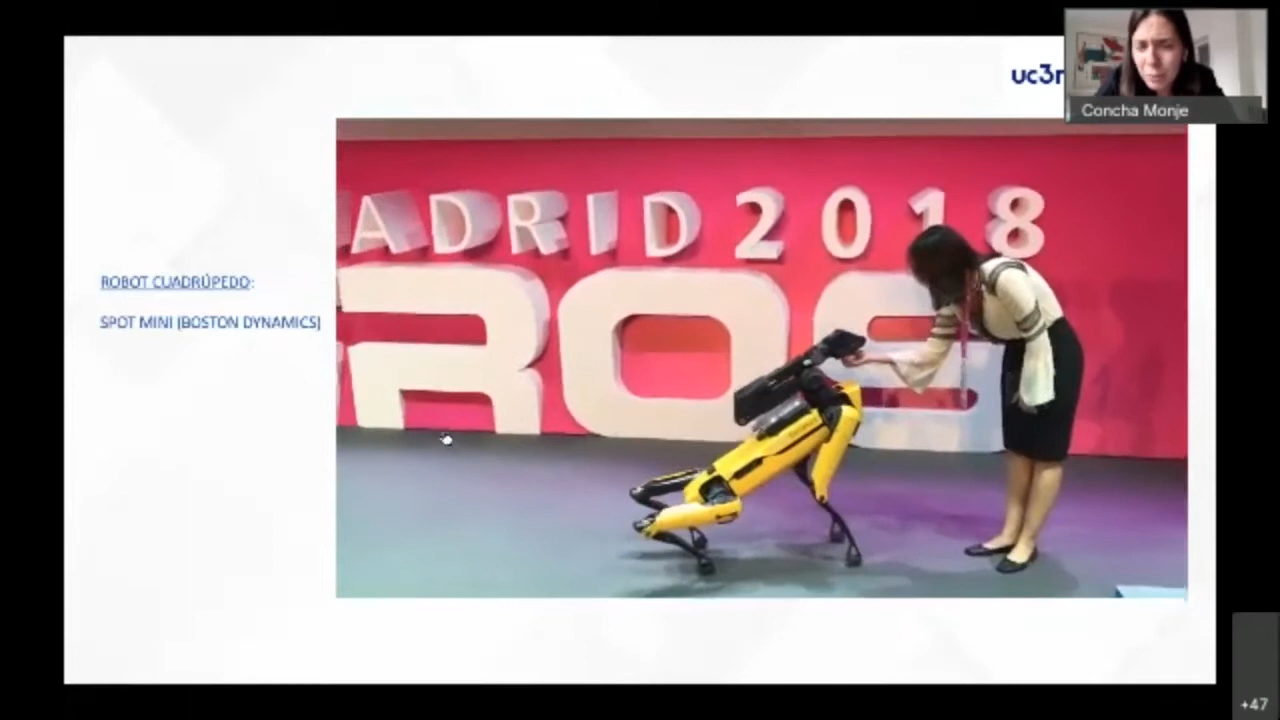 uc3m
Concha Monje
ADRID 2018
ROS
ROBOT CUADRÚPEDO:
SPOT MINI (BOSTON DYNAMICS)
+47